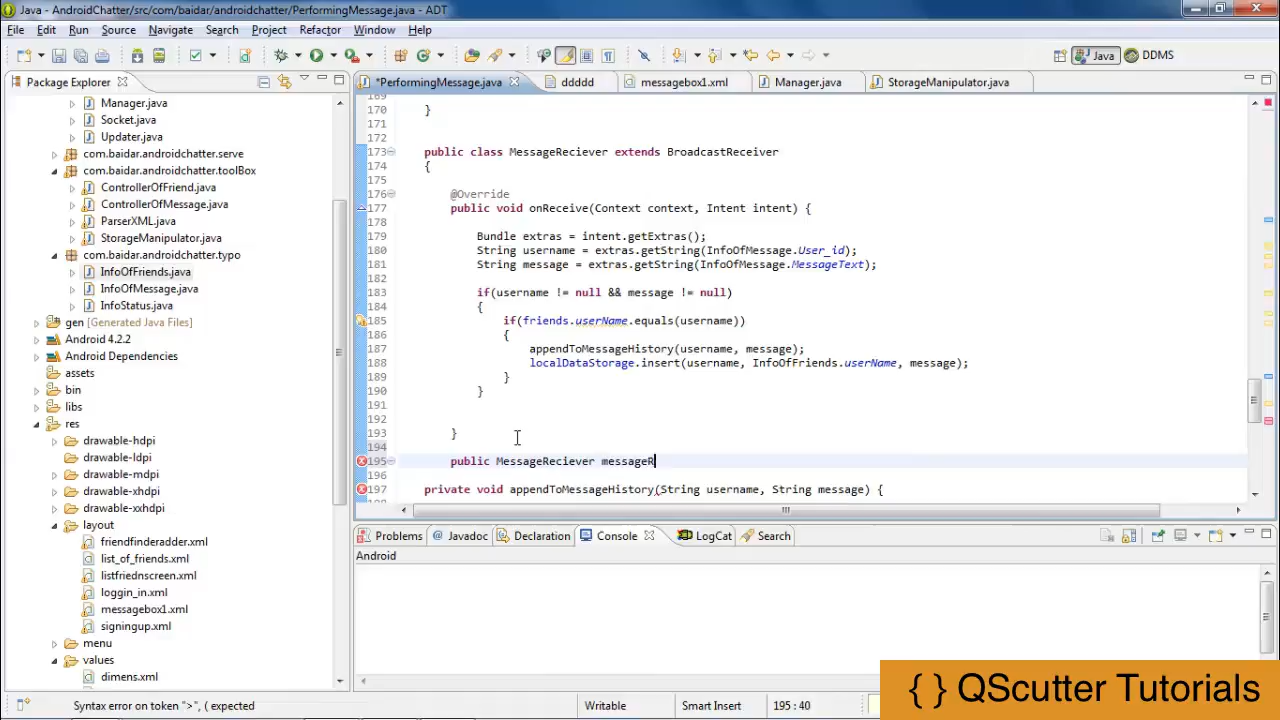 Java - AndroidChatter/src/com/baidar/androidchatter/PerformingMessage.java - ADT
File Edit Source Refactor Navigate Search Project Run Window Help
Java DDMS
Package Explorer
Manager.java
Socket.java
Updater.java
com.baidar.androidchatter.serve
com.baidar.androidchatter.toolBox
ControllerOfFriend.java
ControllerOfMessage.java
ParserXML.java
StorageManipulator.java
com.baidar.androidchatter.typo
InfoOfFriends.java
InfoOfMessage.java
InfoStatus.java
gen [Generated Java Files]
Android 4.2.2
Android Dependencies
assets
bin
libs
res
drawable-hdpi
drawable-ldpi
drawable-mdpi
drawable-xhdpi
drawable-xxhdpi
layout
friendfinderadder.xml
list_of_friends.xml
listfriednscreen.xml
loggin_in.xml
messagebox1.xml
signingup.xml
menu
values
dimens.xml
*PerformingMessage.java ddddd messagebox1.xml Manager.java StorageManipulator.java
169
170 }
171
172
173 public class MessageReciever extends BroadcastReceiver
174 {
175
176 @Override
177 public void onReceive(Context context, Intent intent) {
178
179 Bundle extras = intent.getExtras();
180 String username = extras.getString(InfoOfMessage.User_id);
181 String message = extras.getString(InfoOfMessage.MessageText);
182
183 if(username != null && message != null)
184 {
185 if(friends.userName.equals(username))
186 {
187 appendToMessageHistory(username, message);
188 localDataStorage.insert(username, InfoOfFriends.userName, message);
189 }
190 }
191
192
193 }
194
195 public MessageReciever messageR
196
197 private void appendToMessageHistory(String username, String message) {
Problems Javadoc Declaration Console LogCat Search
Android
Syntax error on token ">", ( expected Writable Smart Insert 195 : 40
{ } QScutter Tutorials